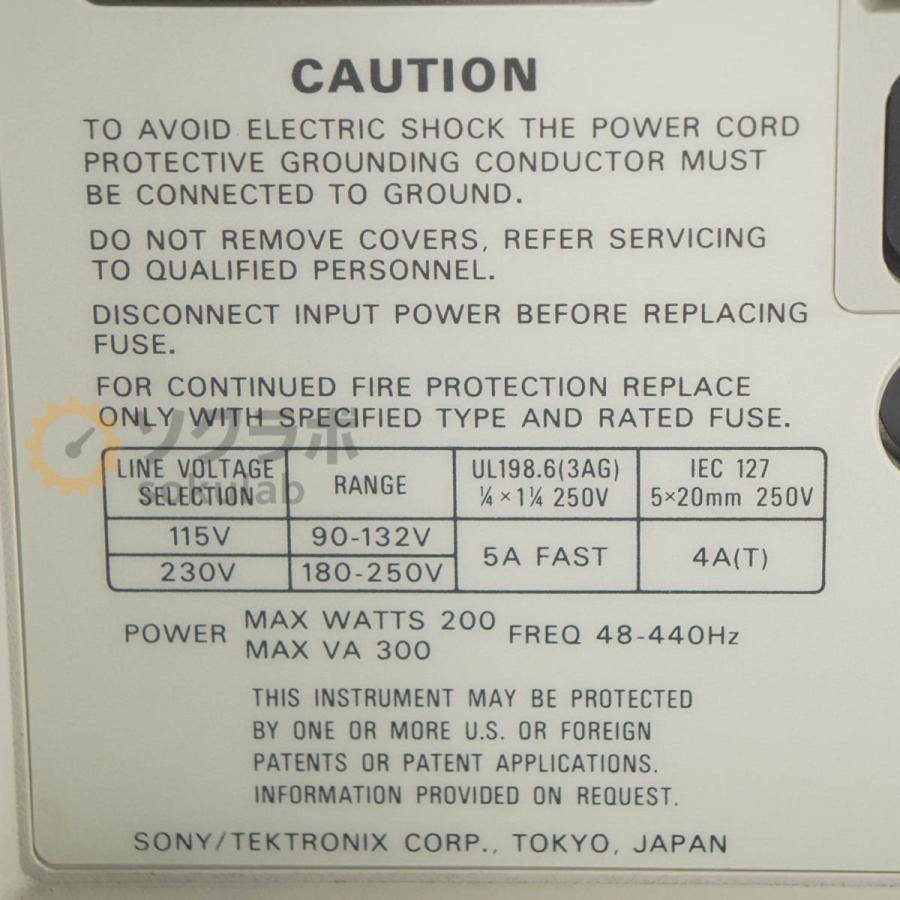 CAUTION
TO AVOID ELECTRIC SHOCK THE POWER CORD
PROTECTIVE GROUNDING CONDUCTOR MUST
BE CONNECTED TO GROUND.
DO NOT REMOVE COVERS, REFER SERVICING
TO QUALIFIED PERSONNEL.
DISCONNECT INPUT POWER BEFORE REPLACING
FUSE.
FOR CONTINUED FIRE PROTECTION REPLACE
ONLY WITH SPECIFIED TYPE AND RATED FUSE.
ソクラボ
sokulab
LINE VOLTAGE SELECTION RANGE UL198.6(3AG) ¼×1¼ 250V IEC 127 5×20mm 250V
115V 90-132V 5A FAST 4A(T)
230V 180-250V
POWER MAX WATTS 200 FREQ 48-440Hz
MAX VA 300
THIS INSTRUMENT MAY BE PROTECTED
BY ONE OR MORE U.S. OR FOREIGN
PATENTS OR PATENT APPLICATIONS.
INFORMATION PROVIDED ON REQUEST.
SONY/TEKTRONIX CORP., TOKYO, JAPAN